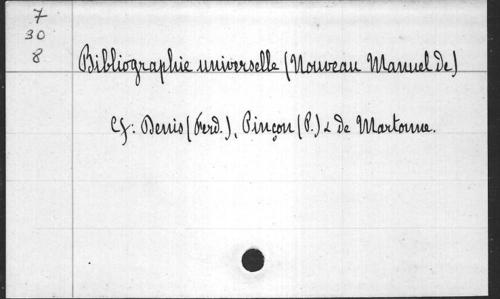 7
30
8
Bibliographie universelle (Nouveau Manuel de)
Cf: Denis (Ferd.), Pinçon (P.) & de Martonne.